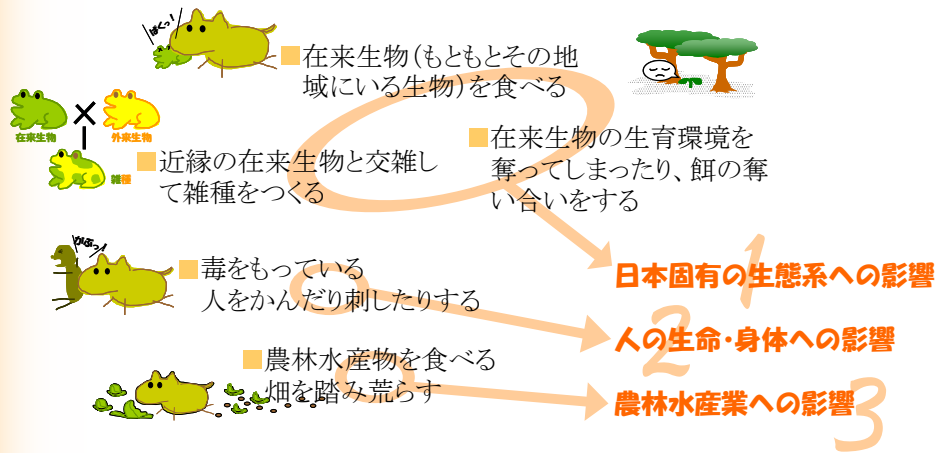 ぱくっ!
■在来生物(もともとその地
域にいる生物)を食べる
在来生物
外来生物
雑種
■近縁の在来生物と交雑し
て雑種をつくる
■在来生物の生育環境を
奪ってしまったり、餌の奪
い合いをする
がぶっ!
■毒をもっている
人をかんだり刺したりする
■農林水産物を食べる
畑を踏み荒らす
1
日本固有の生態系への影響
2
人の生命・身体への影響
3
農林水産業への影響